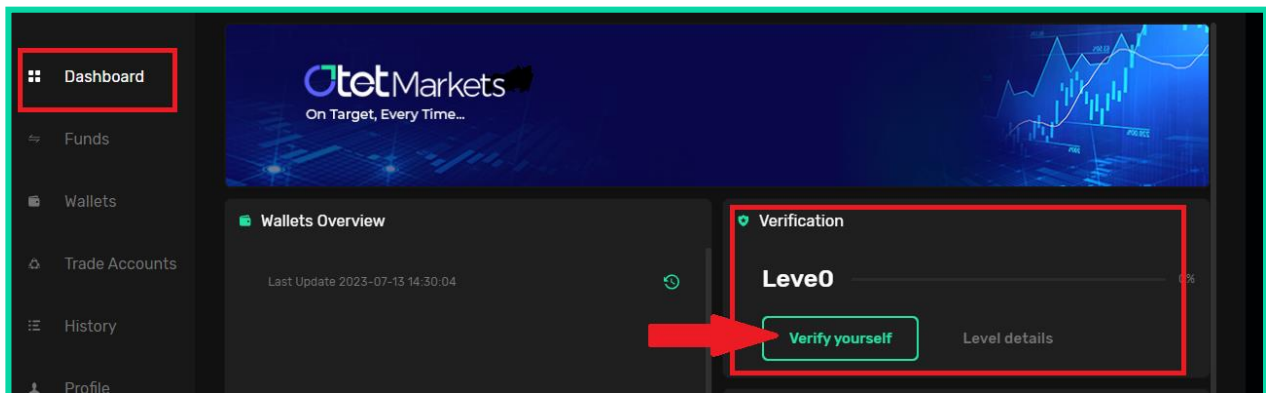 Dashboard
Funds
Wallets
Trade Accounts
History
Profile
OtetMarkets
On Target, Every Time...
Wallets Overview
Last Update 2023-07-13 14:30:04
Verification
Leve0
Verify yourself
Level details